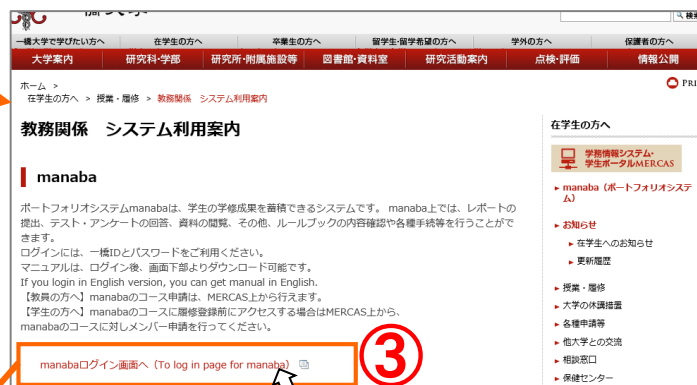 検索
一橋大学で学びたい方へ 在学生の方へ 卒業生の方へ 留学生・留学希望の方へ 学外の方へ 保護者の方へ
大学案内 研究科・学部 研究所・附属施設等 図書館・資料室 研究活動案内 点検・評価 情報公開
ホーム >
在学生の方へ > 授業・履修 > 教務関係 システム利用案内
PRI
教務関係 システム利用案内
manaba
ポートフォリオシステムmanabaは、学生の学修成果を蓄積できるシステムです。 manaba上では、レポートの
提出、テスト・アンケートの回答、資料の閲覧、その他、ルールブックの内容確認や各種手続等を行うことがで
きます。
ログインには、一橋IDとパスワードをご利用ください。
マニュアルは、ログイン後、画面下部よりダウンロード可能です。
If you login in English version, you can get manual in English.
【教員の方へ】manabaのコース申請は、MERCAS上から行えます。
【学生の方へ】manabaのコースに履修登録前にアクセスする場合はMERCAS上から、
manabaのコースに対しメンバー申請を行ってください。
manabaログイン画面へ（To log in page for manaba）
③
在学生の方へ
学務情報システム・
学生ポータルMERCAS
manaba（ポートフォリオシステ
ム）
お知らせ
在学生へのお知らせ
更新履歴
授業・履修
大学の休講措置
各種申請等
他大学との交流
相談窓口
保健センター